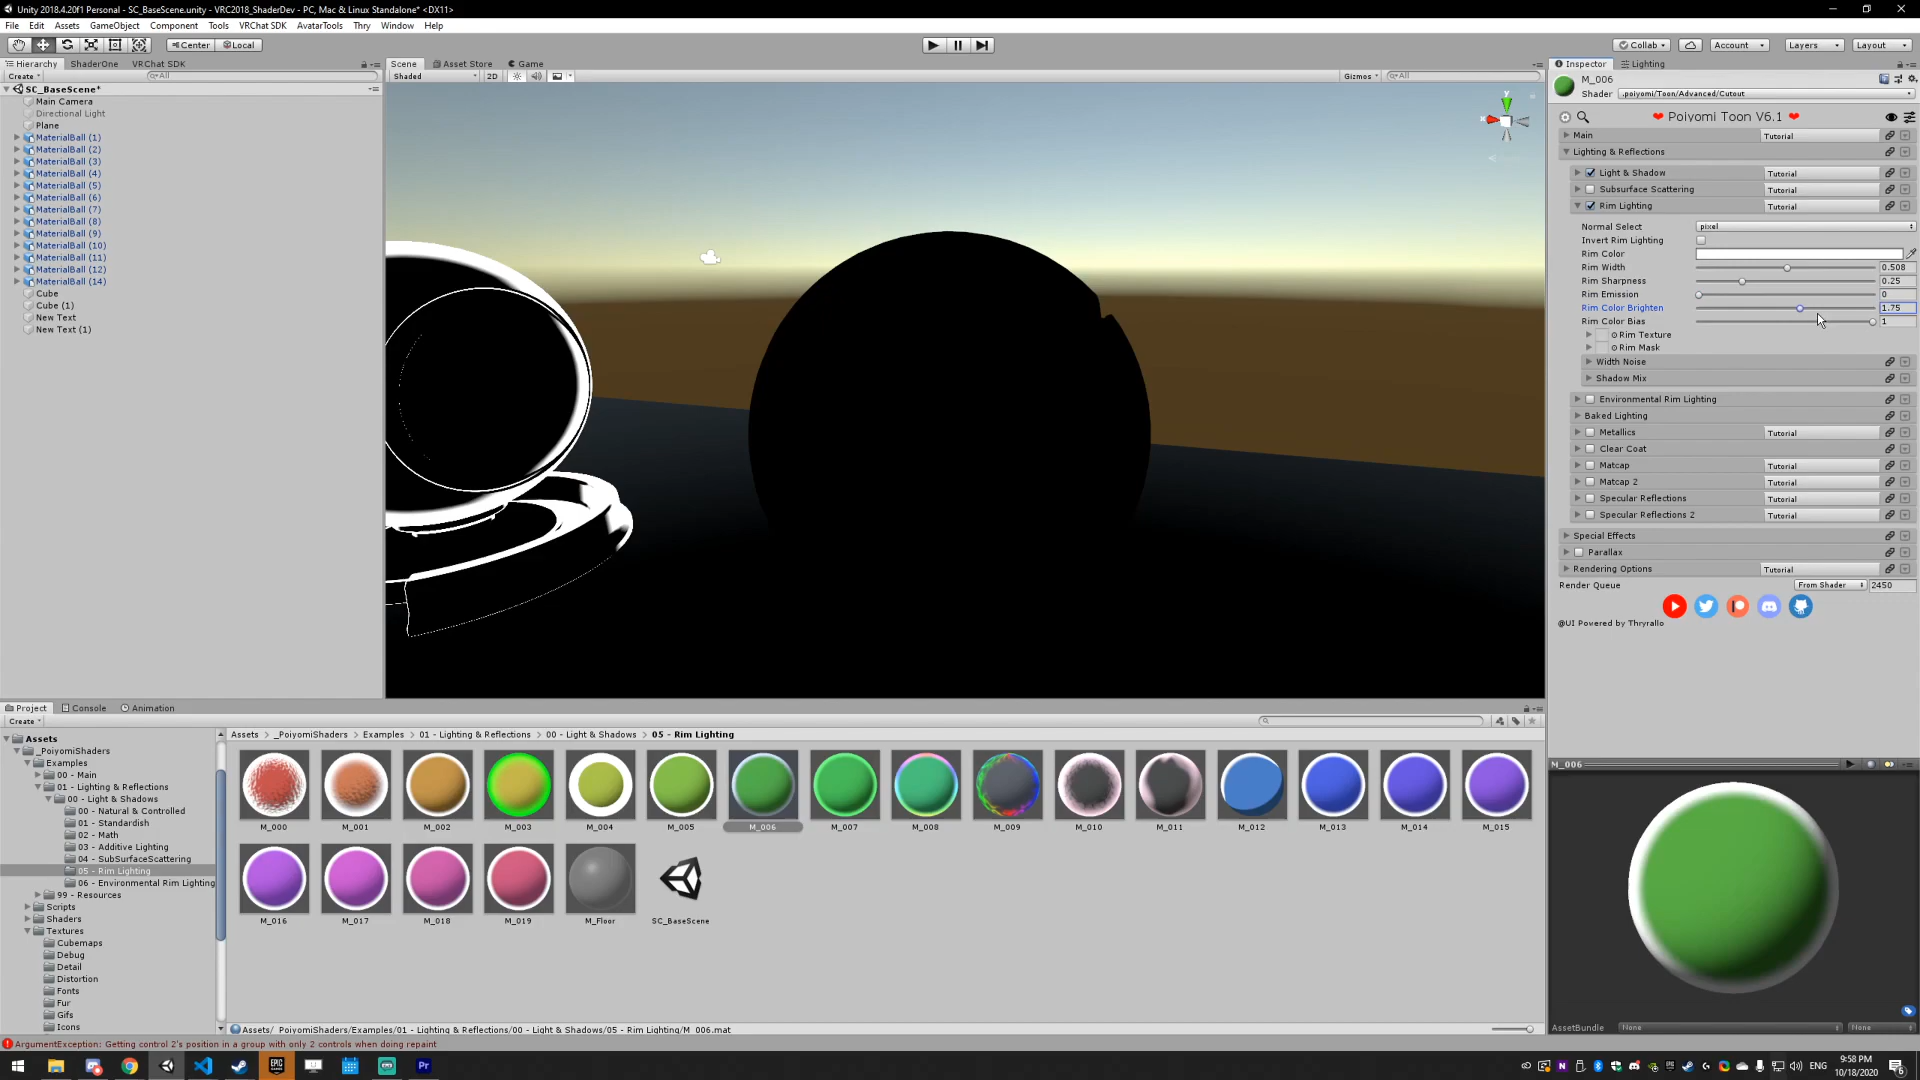 Unity 2018.4.20f1 Personal - SC_BaseScene.unity - VRC2018_ShaderDev - PC, Mac & Linux Standalone* <DX11>
File Edit Assets GameObject Component Tools VRChat SDK AvatarTools Thry Window Help
Center Local Collab Account Layers Layout
Hierarchy ShaderOne VRChat SDK
Create All
SC_BaseScene*
Main Camera
Directional Light
Plane
MaterialBall (1)
MaterialBall (2)
MaterialBall (3)
MaterialBall (4)
MaterialBall (5)
MaterialBall (6)
MaterialBall (7)
MaterialBall (8)
MaterialBall (9)
MaterialBall (10)
MaterialBall (11)
MaterialBall (12)
MaterialBall (14)
Cube
Cube (1)
New Text
New Text (1)
Scene Asset Store Game
Shaded 2D Gizmos All
y
x
Inspector Lighting
M_006
Shader .poiyomi/Toon/Advanced/Cutout
Poiyomi Toon V6.1
Main Tutorial
Lighting & Reflections
Light & Shadow Tutorial
Subsurface Scattering Tutorial
Rim Lighting Tutorial
Normal Select pixel
Invert Rim Lighting
Rim Color
Rim Width 0.508
Rim Sharpness 0.25
Rim Emission 0
Rim Color Brighten 1.75
Rim Color Bias 1
Rim Texture
Rim Mask
Width Noise
Shadow Mix
Environmental Rim Lighting
Baked Lighting
Metallics Tutorial
Clear Coat
Matcap Tutorial
Matcap 2 Tutorial
Specular Reflections Tutorial
Specular Reflections 2 Tutorial
Special Effects
Parallax
Rendering Options Tutorial
Render Queue From Shader 2450
@UI Powered by Thryrallo
Project Console Animation
Create
Assets
_PoiyomiShaders
Examples
00 - Main
01 - Lighting & Reflections
00 - Light & Shadows
00 - Natural & Controlled
01 - Standardish
02 - Math
03 - Additive Lighting
04 - SubSurfaceScattering
05 - Rim Lighting
06 - Environmental Rim Lighting
99 - Resources
Scripts
Shaders
Textures
Cubemaps
Debug
Detail
Distortion
Fonts
Fur
Gifs
Icons
Assets > _PoiyomiShaders > Examples > 01 - Lighting & Reflections > 00 - Light & Shadows > 05 - Rim Lighting
M_000 M_001 M_002 M_003 M_004 M_005 M_006 M_007 M_008 M_009 M_010 M_011 M_012 M_013 M_014 M_015
M_016 M_017 M_018 M_019 M_Floor SC_BaseScene
Assets/_PoiyomiShaders/Examples/01 - Lighting & Reflections/00 - Light & Shadows/05 - Rim Lighting/M_006.mat
M_006
AssetBundle None None
ArgumentException: Getting control 2's position in a group with only 2 controls when doing repaint
EPIC GAMES
Pr
ENG
9:58 PM
10/18/2020
6